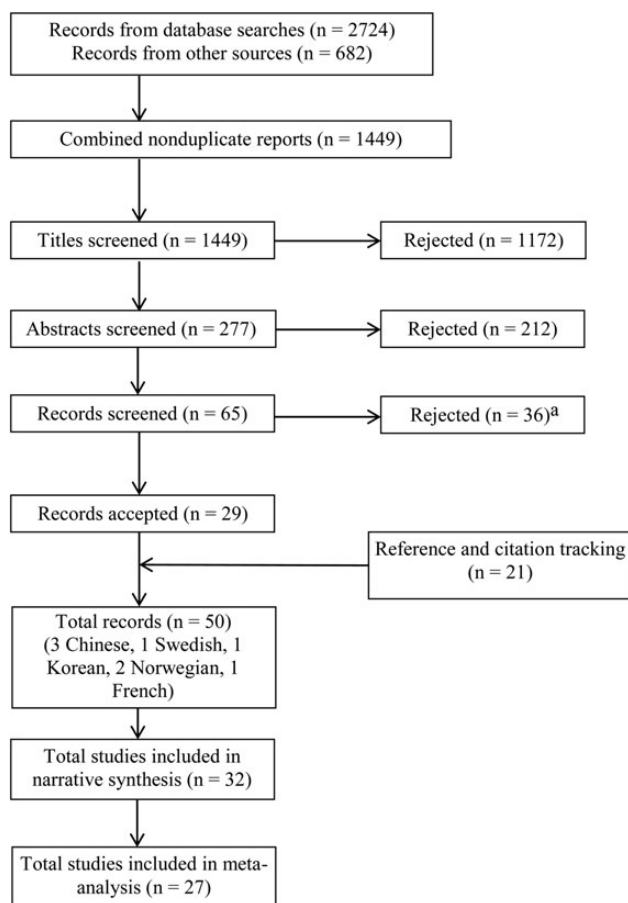 Records from database searches (n = 2724)
Records from other sources (n = 682)
Combined nonduplicate reports (n = 1449)
Titles screened (n = 1449)
Rejected (n = 1172)
Abstracts screened (n = 277)
Rejected (n = 212)
Records screened (n = 65)
Rejected (n = 36)a
Records accepted (n = 29)
Reference and citation tracking
(n = 21)
Total records (n = 50)
(3 Chinese, 1 Swedish, 1
Korean, 2 Norwegian, 1
French)
Total studies included in
narrative synthesis (n = 32)
Total studies included in meta-
analysis (n = 27)